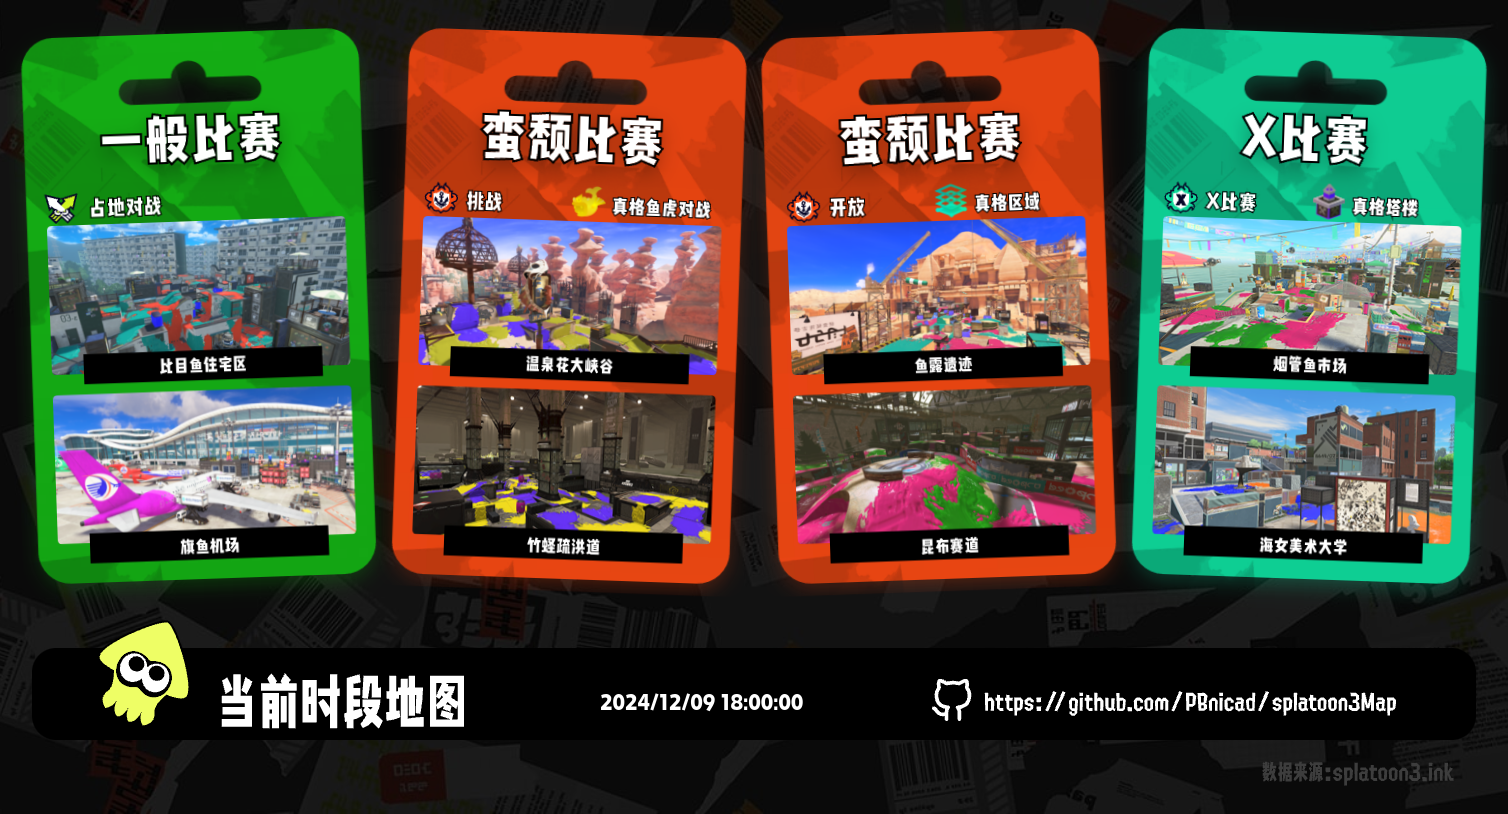 一般比赛
占地对战
比目鱼住宅区
旗鱼机场
蛮颓比赛
挑战
真格鱼虎对战
温泉花大峡谷
竹蛏疏洪道
蛮颓比赛
开放
真格区域
鱼露遗迹
昆布赛道
X比赛
X比赛
真格塔楼
烟管鱼市场
海女美术大学
当前时段地图
2024/12/09 18:00:00
https://github.com/PBnicad/splatoon3Map
数据来源:splatoon3.ink